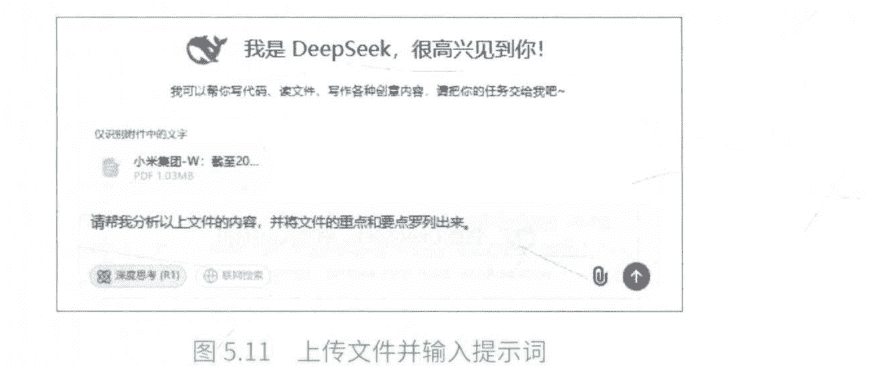 我是 DeepSeek，很高兴见到你！
我可以帮你写代码、读文件、写作各种创意内容，请把你的任务交给我吧~
仅识别附件中的文字
小米集团-W：截至20...
PDF 1.03MB
请帮我分析以上文件的内容，并将文件的重点和要点罗列出来。
深度思考 (R1) 联网搜索
图 5.11 上传文件并输入提示词